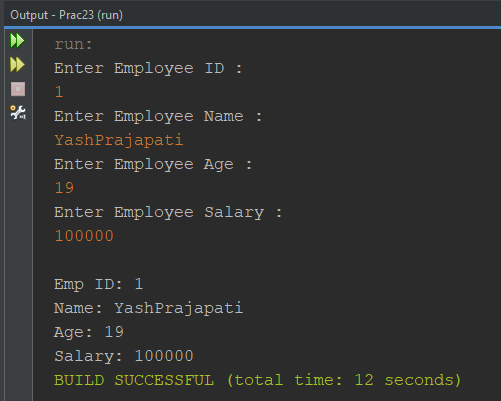 Output - Prac23 (run)
run:
Enter Employee ID :
1
Enter Employee Name :
YashPrajapati
Enter Employee Age :
19
Enter Employee Salary :
100000
Emp ID: 1
Name: YashPrajapati
Age: 19
Salary: 100000
BUILD SUCCESSFUL (total time: 12 seconds)